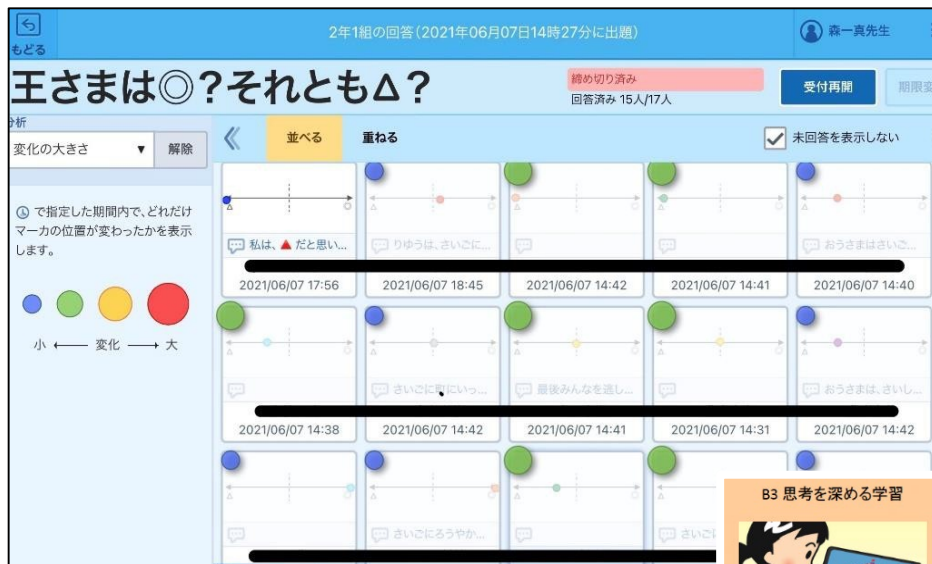 もどる
2年1組の回答(2021年06月07日14時27分に出題)
森一真先生
王さまは◎?それとも△?
締め切り済み
回答済み 15人/17人
受付再開
期限変
分析
変化の大きさ ▼
解除
並べる
重ねる
未回答を表示しない
で指定した期間内で、どれだけ
マーカの位置が変わったかを表示
します。
小 ← 変化 → 大
△ ◎
私は、▲だと思い...
2021/06/07 17:56
△ ◎
りゆうは、さいごに...
2021/06/07 18:45
△ ◎
2021/06/07 14:42
△ ◎
2021/06/07 14:41
△ ◎
おうさまはさいご...
2021/06/07 14:40
△ ◎
2021/06/07 14:38
△ ◎
さいごに町にいっ...
2021/06/07 14:42
△ ◎
最後みんなを逃し...
2021/06/07 14:41
△ ◎
2021/06/07 14:31
△ ◎
おうさまは、さいし...
2021/06/07 14:42
△ ◎
△ ◎
さいごにろうやか...
△ ◎
△
さいごに
B3 思考を深める学習